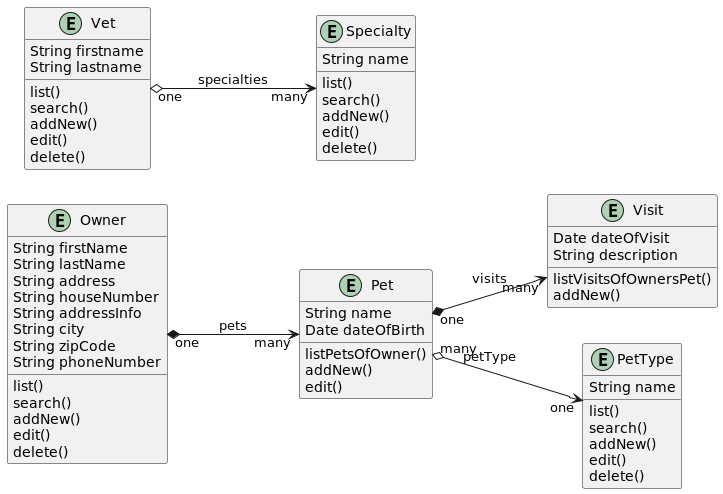 E Vet
String firstname
String lastname
list()
search()
addNew()
edit()
delete()
specialties
one
many
E Specialty
String name
list()
search()
addNew()
edit()
delete()
E Owner
String firstName
String lastName
String address
String houseNumber
String addressInfo
String city
String zipCode
String phoneNumber
list()
search()
addNew()
edit()
delete()
pets
one
many
E Pet
String name
Date dateOfBirth
listPetsOfOwner()
addNew()
edit()
visits
one
many
E Visit
Date dateOfVisit
String description
listVisitsOfOwnersPet()
addNew()
many
petType
one
E PetType
String name
list()
search()
addNew()
edit()
delete()